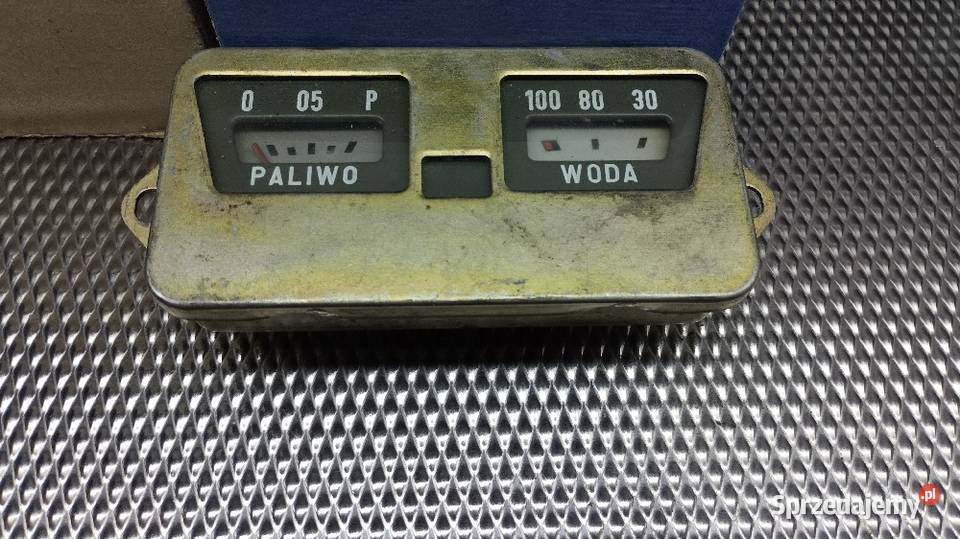 0 05 P
PALIWO
100 80 30
WODA
Sprzedajemy.pl